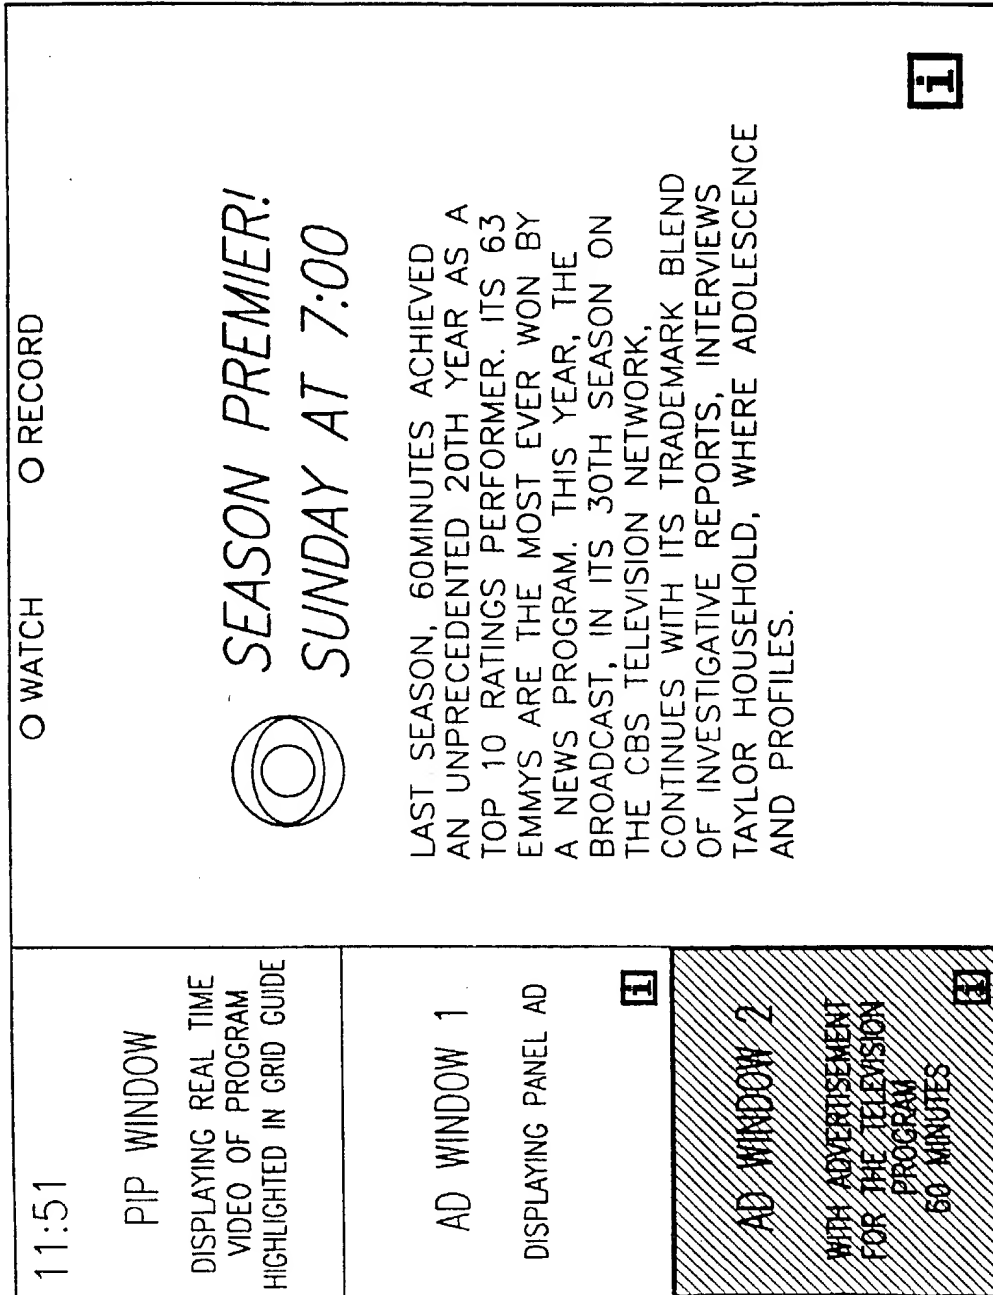 11:51
PIP WINDOW
DISPLAYING REAL TIME
VIDEO OF PROGRAM
HIGHLIGHTED IN GRID GUIDE
AD WINDOW 1
DISPLAYING PANEL AD
i
AD WINDOW 2
WITH ADVERTISEMENT
FOR THE TELEVISION
PROGRAM
60 MINUTES
i
O WATCH O RECORD
SEASON PREMIER!
SUNDAY AT 7:00
LAST SEASON, 60MINUTES ACHIEVED
AN UNPRECEDENTED 20TH YEAR AS A
TOP 10 RATINGS PERFORMER. ITS 63
EMMYS ARE THE MOST EVER WON BY
A NEWS PROGRAM. THIS YEAR, THE
BROADCAST, IN ITS 30TH SEASON ON
THE CBS TELEVISION NETWORK,
CONTINUES WITH ITS TRADEMARK BLEND
OF INVESTIGATIVE REPORTS, INTERVIEWS
TAYLOR HOUSEHOLD, WHERE ADOLESCENCE
AND PROFILES.
i